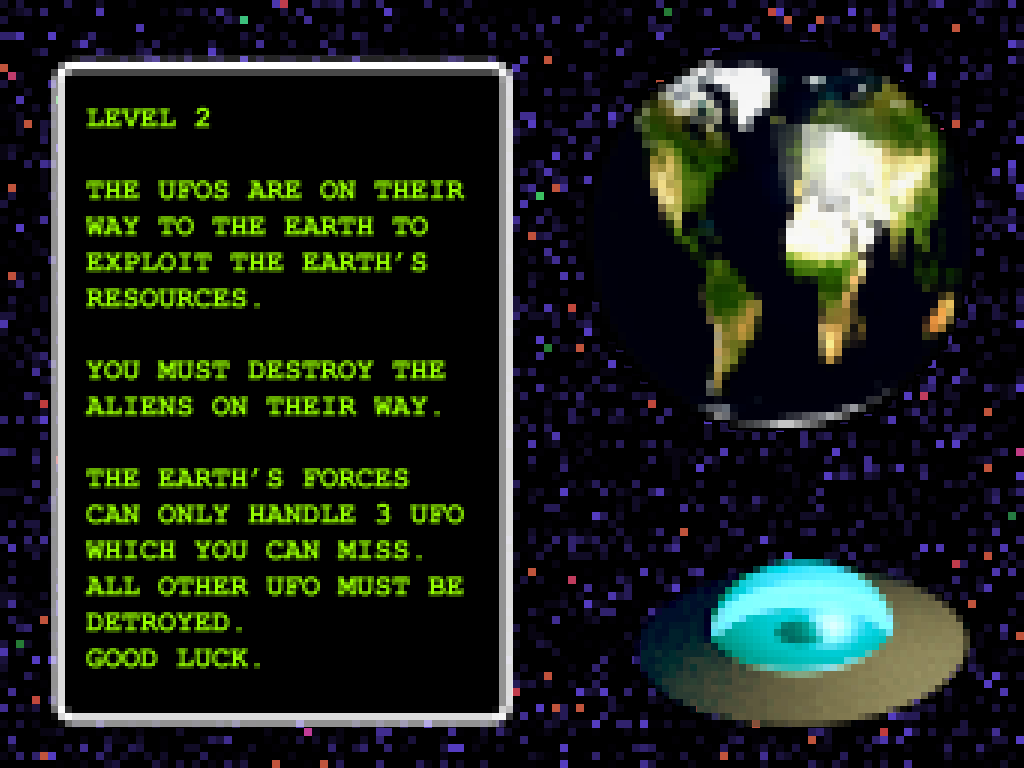 LEVEL 2
THE UFOS ARE ON THEIR
WAY TO THE EARTH TO
EXPLOIT THE EARTH'S
RESOURCES.
YOU MUST DESTROY THE
ALIENS ON THEIR WAY.
THE EARTH'S FORCES
CAN ONLY HANDLE 3 UFO
WHICH YOU CAN MISS.
ALL OTHER UFO MUST BE
DETROYED.
GOOD LUCK.